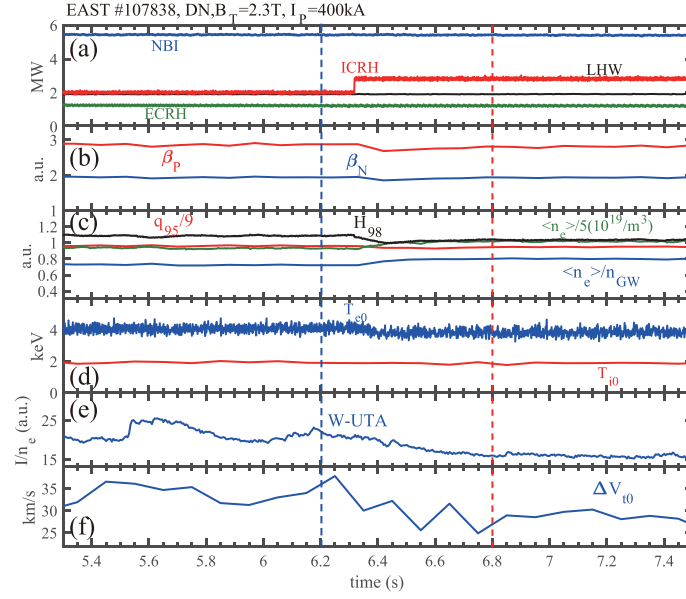 EAST #107838, DN,B_T=2.3T, I_P=400kA
6
(a)
NBI
4
MW
ICRH
LHW
2
ECRH
0
3
(b)
a.u.
β_P
β_N
2
1
(c)
q_95/9
H_98
<n_e>/5(10^19/m^3)
1.2
1.0
a.u.
0.8
0.6
<n_e>/n_GW
0.4
T_e0
4
keV
2
(d)
T_i0
0
(e)
25
I/n_e (a.u.)
W-UTA
15
(f)
35
km/s
30
ΔV_t0
25
5.4 5.6 5.8 6 6.2 6.4 6.6 6.8 7 7.2 7.4
time (s)